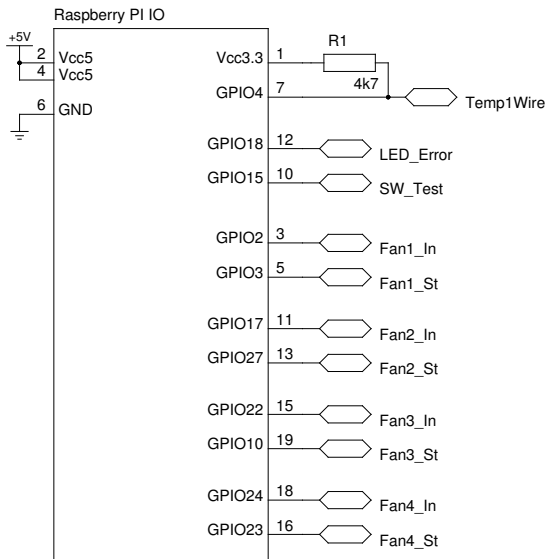 Raspberry PI IO
+5V
2 Vcc5
4 Vcc5
6 GND
Vcc3.3 1 R1
4k7
GPIO4 7 Temp1Wire
GPIO18 12 LED_Error
GPIO15 10 SW_Test
GPIO2 3 Fan1_In
GPIO3 5 Fan1_St
GPIO17 11 Fan2_In
GPIO27 13 Fan2_St
GPIO22 15 Fan3_In
GPIO10 19 Fan3_St
GPIO24 18 Fan4_In
GPIO23 16 Fan4_St